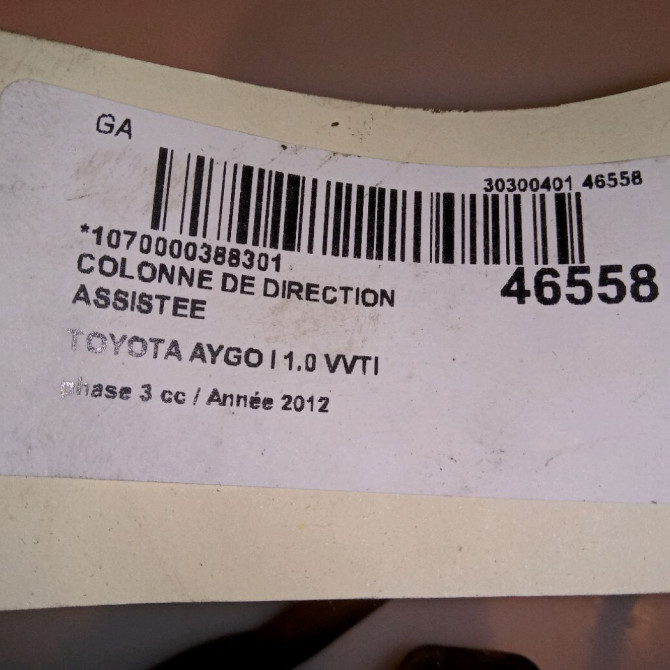 GA
30300401 46558
*1070000388301
46558
COLONNE DE DIRECTION
ASSISTEE
TOYOTA AYGO I 1.0 VVTI
phase 3 cc / Année 2012